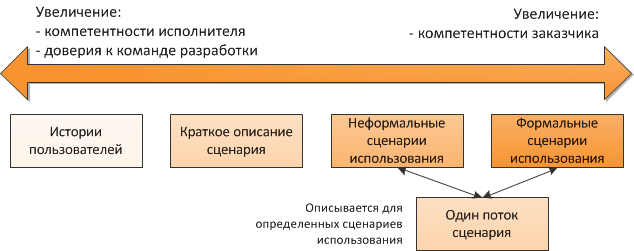 Увеличение:
- компетентности исполнителя
- доверия к команде разработки
Увеличение:
- компетентности заказчика
Истории
пользователей
Краткое описание
сценария
Неформальные
сценарии
использования
Формальные
сценарии
использования
Описывается для
определенных сценариев
использования
Один поток
сценария